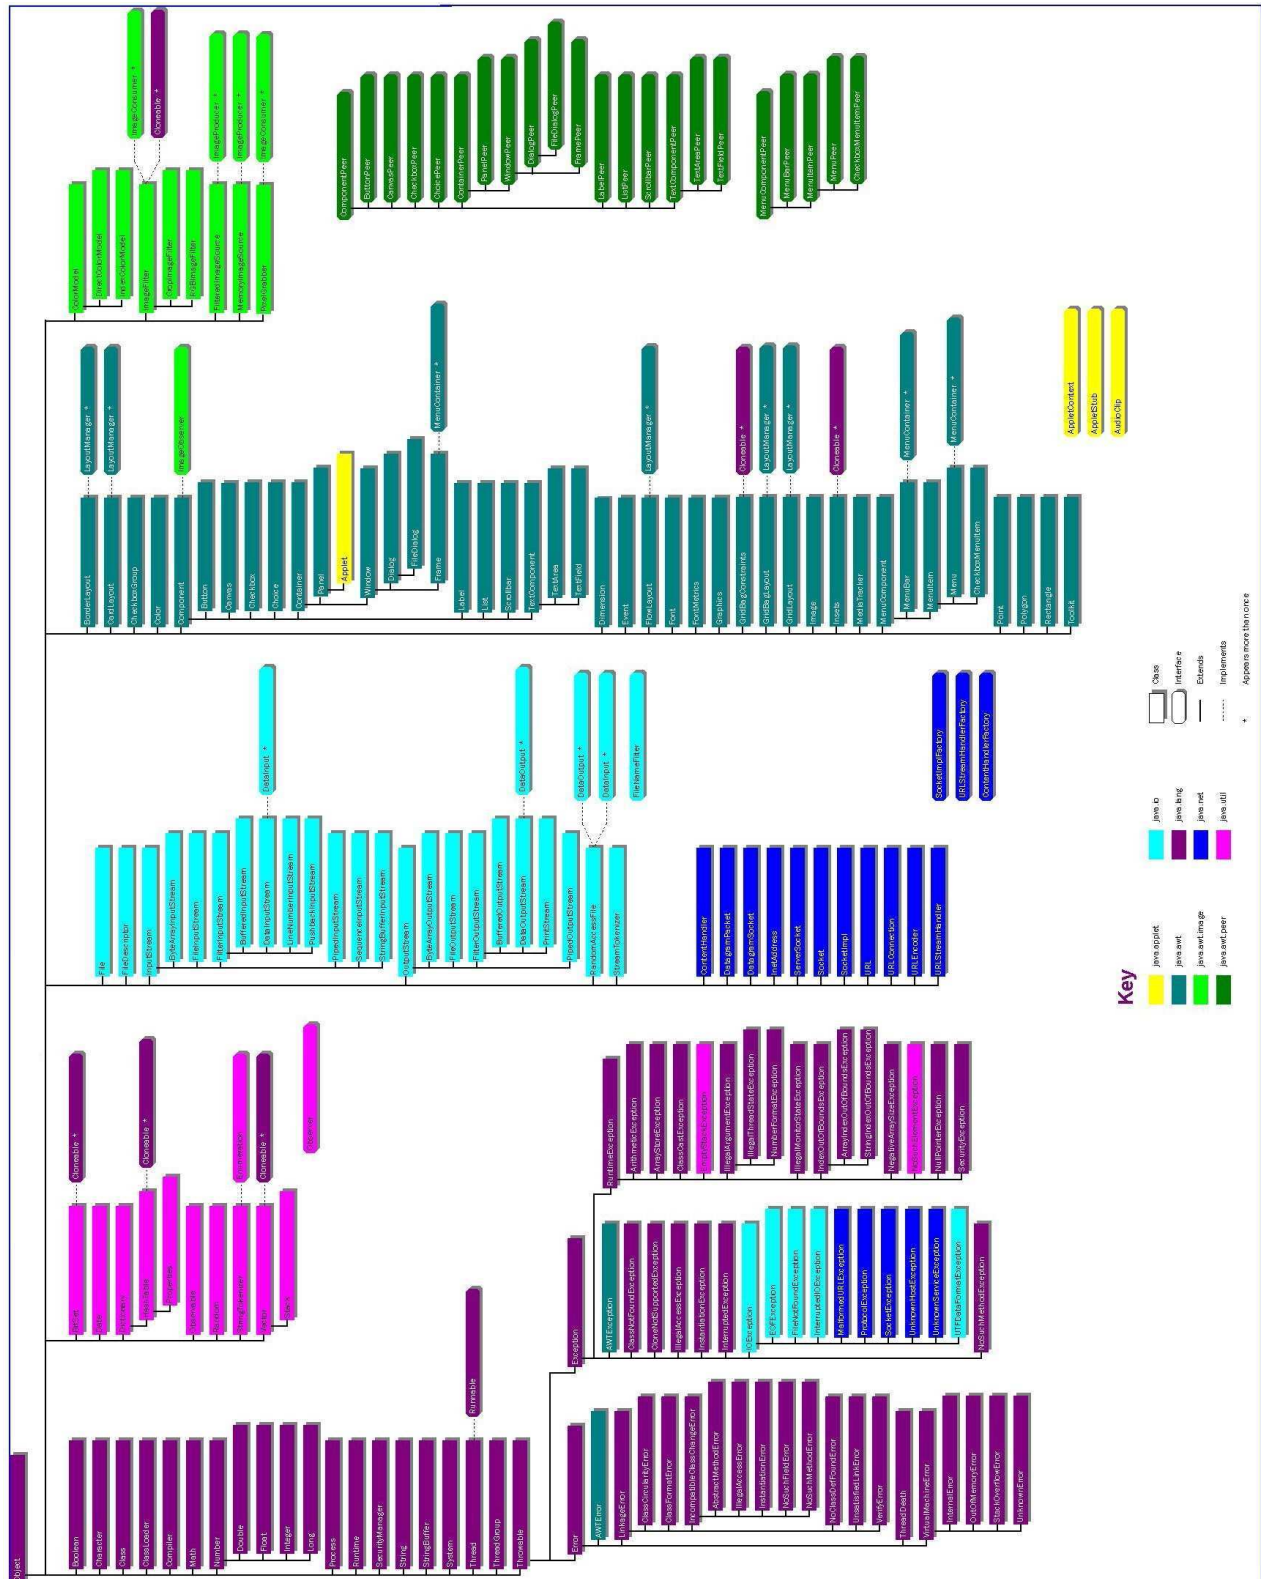 Object
Boolean
Character
Class
ClassLoader
Compiler
Math
Number
Double
Float
Integer
Long
Process
Runtime
SecurityManager
String
StringBuffer
System
Thread
Runnable
ThreadGroup
Throwable
Error
AWTError
LinkageError
ClassCircularityError
ClassFormatError
IncompatibleClassChangeError
AbstractMethodError
IllegalAccessError
InstantiationError
NoSuchFieldError
NoSuchMethodError
NoClassDefFoundError
UnsatisfiedLinkError
VerifyError
ThreadDeath
VirtualMachineError
InternalError
OutOfMemoryError
StackOverflowError
UnknownError
Exception
AWTException
ClassNotFoundException
CloneNotSupportedException
IllegalAccessException
InstantiationException
InterruptedException
IOException
EOFException
FileNotFoundException
InterruptedIOException
MalformedURLException
ProtocolException
SocketException
UnknownHostException
UnknownServiceException
UTFDataFormatException
NoSuchMethodException
RuntimeException
ArithmeticException
ArrayStoreException
ClassCastException
EmptyStackException
IllegalArgumentException
IllegalThreadStateException
NumberFormatException
IllegalMonitorStateException
IndexOutOfBoundsException
ArrayIndexOutOfBoundsException
StringIndexOutOfBoundsException
NegativeArraySizeException
NoSuchElementException
NullPointerException
SecurityException
BitSet
Cloneable *
Date
Dictionary
HashTable
Cloneable *
Properties
Observable
Random
StringTokenizer
Enumeration
Vector
Cloneable *
Stack
Observer
File
FileDescriptor
InputStream
ByteArrayInputStream
FileInputStream
FilterInputStream
BufferedInputStream
DataInputStream
DataInput *
LineNumberInputStream
PushbackInputStream
PipedInputStream
SequenceInputStream
StringBufferInputStream
OutputStream
ByteArrayOutputStream
FileOutputStream
FilterOutputStream
BufferedOutputStream
DataOutputStream
DataOutput *
PrintStream
PipedOutputStream
RandomAccessFile
DataOutput *
DataInput *
StreamTokenizer
FileNameFilter
ContentHandler
DatagramPacket
DatagramSocket
InetAddress
ServerSocket
Socket
SocketImpl
URL
URLConnection
URLEncoder
URLStreamHandler
SocketImplFactory
URLStreamHandlerFactory
ContentHandlerFactory
BorderLayout
LayoutManager *
CardLayout
LayoutManager *
CheckboxGroup
Color
Component
ImageObserver
Button
Canvas
Checkbox
Choice
Container
Panel
Applet
Window
Dialog
FileDialog
Frame
MenuContainer *
Label
List
Scrollbar
TextComponent
TextArea
TextField
Dimension
Event
FlowLayout
LayoutManager *
Font
FontMetrics
Graphics
GridBagConstraints
Cloneable *
GridBagLayout
LayoutManager *
GridLayout
LayoutManager *
Image
Insets
Cloneable *
MediaTracker
MenuComponent
MenuBar
MenuContainer *
MenuItem
Menu
MenuContainer *
CheckboxMenuItem
Point
Polygon
Rectangle
Toolkit
AppletContext
AppletStub
AudioClip
ColorModel
DirectColorModel
IndexColorModel
ImageFilter
ImageConsumer *
Cloneable *
CropImageFilter
RGBImageFilter
FilteredImageSource
ImageProducer *
MemoryImageSource
ImageProducer *
PixelGrabber
ImageConsumer *
ComponentPeer
ButtonPeer
CanvasPeer
CheckboxPeer
ChoicePeer
ContainerPeer
PanelPeer
WindowPeer
DialogPeer
FileDialogPeer
FramePeer
LabelPeer
ListPeer
ScrollbarPeer
TextComponentPeer
TextAreaPeer
TextFieldPeer
MenuComponentPeer
MenuBarPeer
MenuItemPeer
MenuPeer
CheckboxMenuItemPeer
Key
java.applet
java.awt
java.awt.image
java.awt.peer
java.io
java.lang
java.net
java.util
Class
Interface
Extends
Implements
* Appears more than once